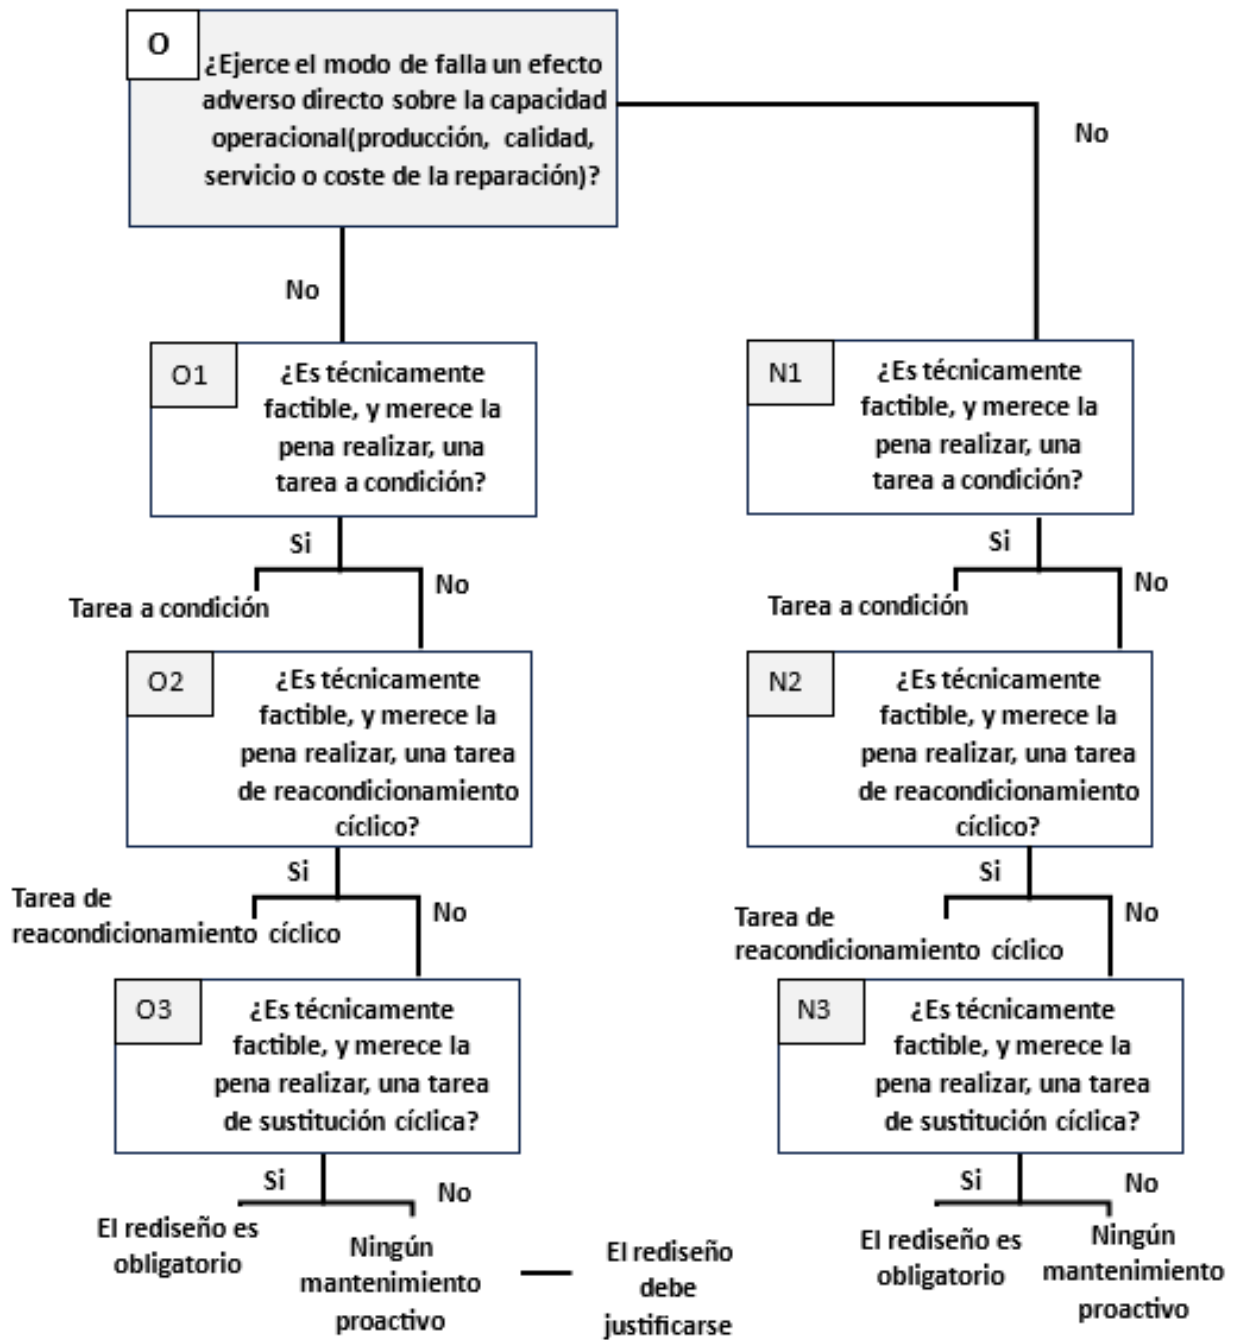 O
¿Ejerce el modo de falla un efecto
adverso directo sobre la capacidad
operacional(producción, calidad,
servicio o coste de la reparación)?
No
No
O1
¿Es técnicamente
factible, y merece la
pena realizar, una
tarea a condición?
N1
¿Es técnicamente
factible, y merece la
pena realizar, una
tarea a condición?
Si
No
Tarea a condición
Si
No
Tarea a condición
O2
¿Es técnicamente
factible, y merece la
pena realizar, una tarea
de reacondicionamiento
cíclico?
N2
¿Es técnicamente
factible, y merece la
pena realizar, una tarea
de reacondicionamiento
cíclico?
Si
No
Tarea de
reacondicionamiento cíclico
Si
No
Tarea de
reacondicionamiento cíclico
O3
¿Es técnicamente
factible, y merece la
pena realizar, una tarea
de sustitución cíclica?
N3
¿Es técnicamente
factible, y merece la
pena realizar, una tarea
de sustitución cíclica?
Si
No
El rediseño es
obligatorio
Ningún
mantenimiento
proactivo
El rediseño
debe
justificarse
Si
No
El rediseño es
obligatorio
Ningún
mantenimiento
proactivo